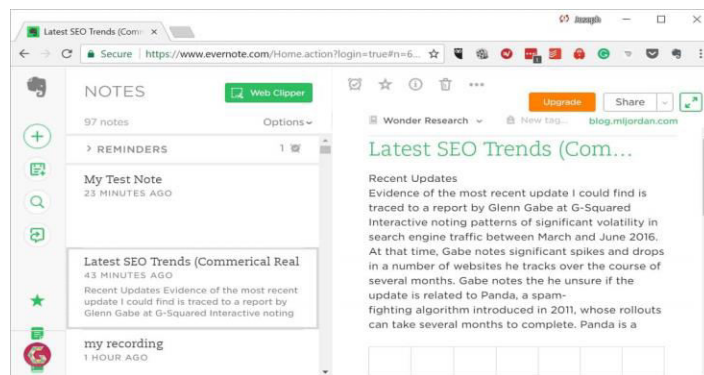 Latest SEO Trends (Comm
Joseph
Secure https://www.evernote.com/Home.action?login=true#n=6...
NOTES
Web Clipper
97 notes
Options
REMINDERS
1
My Test Note
23 MINUTES AGO
Latest SEO Trends (Commerical Real
43 MINUTES AGO
Recent Updates Evidence of the most recent
update I could find is traced to a report by
Glenn Gabe at G-Squared Interactive noting
my recording
1 HOUR AGO
Upgrade
Share
Wonder Research
New tag...
blog.mljordan.com
Latest SEO Trends (Com...
Recent Updates
Evidence of the most recent update I could find is
traced to a report by Glenn Gabe at G-Squared
Interactive noting patterns of significant volatility in
search engine traffic between March and June 2016.
At that time, Gabe notes significant spikes and drops
in a number of websites he tracks over the course of
several months. Gabe notes the he unsure if the
update is related to Panda, a spam-
fighting algorithm introduced in 2011, whose rollouts
can take several months to complete. Panda is a